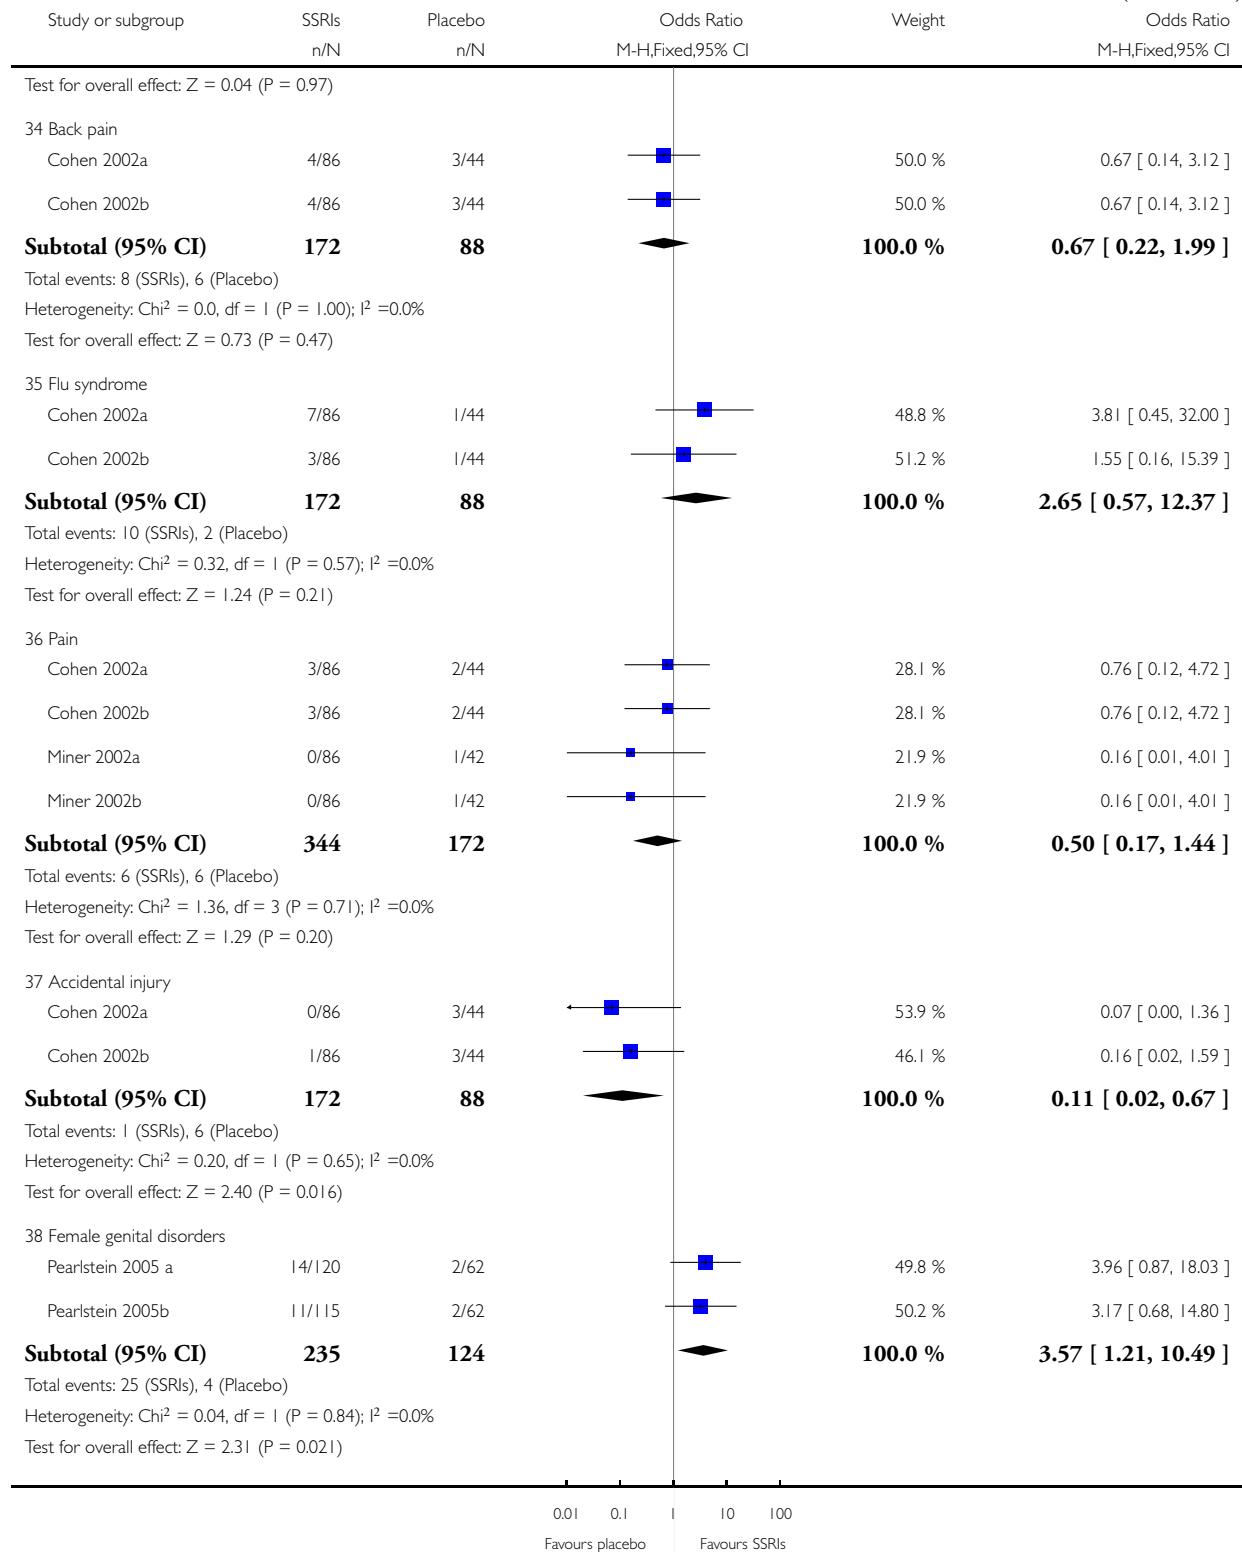 Study or subgroup SSRIs Placebo Odds Ratio Weight Odds Ratio
n/N n/N M-H,Fixed,95% CI M-H,Fixed,95% CI
Test for overall effect: Z = 0.04 (P = 0.97)
34 Back pain
Cohen 2002a 4/86 3/44 50.0 % 0.67 [ 0.14, 3.12 ]
Cohen 2002b 4/86 3/44 50.0 % 0.67 [ 0.14, 3.12 ]
Subtotal (95% CI) 172 88 100.0 % 0.67 [ 0.22, 1.99 ]
Total events: 8 (SSRIs), 6 (Placebo)
Heterogeneity: Chi² = 0.0, df = 1 (P = 1.00); I² =0.0%
Test for overall effect: Z = 0.73 (P = 0.47)
35 Flu syndrome
Cohen 2002a 7/86 1/44 48.8 % 3.81 [ 0.45, 32.00 ]
Cohen 2002b 3/86 1/44 51.2 % 1.55 [ 0.16, 15.39 ]
Subtotal (95% CI) 172 88 100.0 % 2.65 [ 0.57, 12.37 ]
Total events: 10 (SSRIs), 2 (Placebo)
Heterogeneity: Chi² = 0.32, df = 1 (P = 0.57); I² =0.0%
Test for overall effect: Z = 1.24 (P = 0.21)
36 Pain
Cohen 2002a 3/86 2/44 28.1 % 0.76 [ 0.12, 4.72 ]
Cohen 2002b 3/86 2/44 28.1 % 0.76 [ 0.12, 4.72 ]
Miner 2002a 0/86 1/42 21.9 % 0.16 [ 0.01, 4.01 ]
Miner 2002b 0/86 1/42 21.9 % 0.16 [ 0.01, 4.01 ]
Subtotal (95% CI) 344 172 100.0 % 0.50 [ 0.17, 1.44 ]
Total events: 6 (SSRIs), 6 (Placebo)
Heterogeneity: Chi² = 1.36, df = 3 (P = 0.71); I² =0.0%
Test for overall effect: Z = 1.29 (P = 0.20)
37 Accidental injury
Cohen 2002a 0/86 3/44 53.9 % 0.07 [ 0.00, 1.36 ]
Cohen 2002b 1/86 3/44 46.1 % 0.16 [ 0.02, 1.59 ]
Subtotal (95% CI) 172 88 100.0 % 0.11 [ 0.02, 0.67 ]
Total events: 1 (SSRIs), 6 (Placebo)
Heterogeneity: Chi² = 0.20, df = 1 (P = 0.65); I² =0.0%
Test for overall effect: Z = 2.40 (P = 0.016)
38 Female genital disorders
Pearlstein 2005 a 14/120 2/62 49.8 % 3.96 [ 0.87, 18.03 ]
Pearlstein 2005b 11/115 2/62 50.2 % 3.17 [ 0.68, 14.80 ]
Subtotal (95% CI) 235 124 100.0 % 3.57 [ 1.21, 10.49 ]
Total events: 25 (SSRIs), 4 (Placebo)
Heterogeneity: Chi² = 0.04, df = 1 (P = 0.84); I² =0.0%
Test for overall effect: Z = 2.31 (P = 0.021)
0.01 0.1 1 10 100
Favours placebo Favours SSRIs